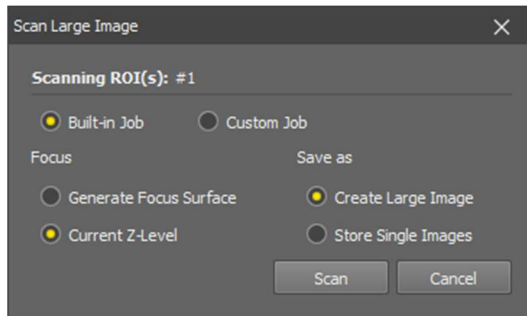 Scan Large Image
Scanning ROI(s): #1
Built-in Job Custom Job
Focus Save as
Generate Focus Surface Create Large Image
Current Z-Level Store Single Images
Scan Cancel